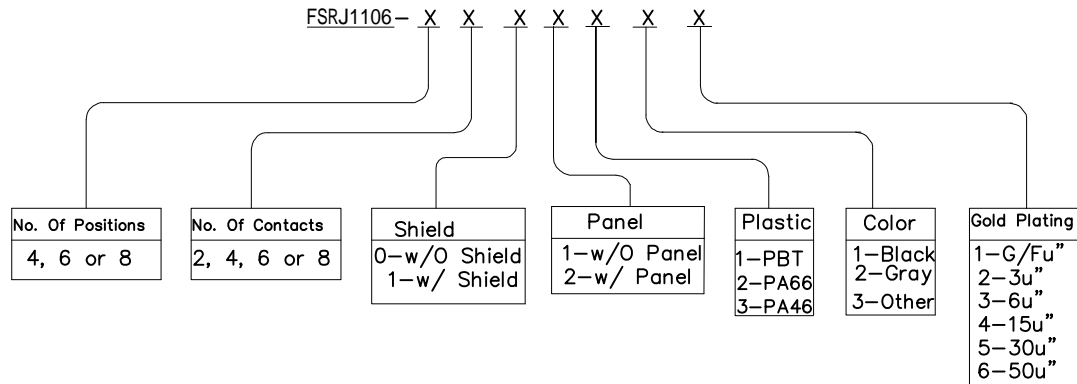 FSRJ1106- X X X X X X X
No. Of Positions
4, 6 or 8
No. Of Contacts
2, 4, 6 or 8
Shield
0-w/O Shield
1-w/ Shield
Panel
1-w/O Panel
2-w/ Panel
Plastic
1-PBT
2-PA66
3-PA46
Color
1-Black
2-Gray
3-Other
Gold Plating
1-G/Fu"
2-3u"
3-6u"
4-15u"
5-30u"
6-50u"